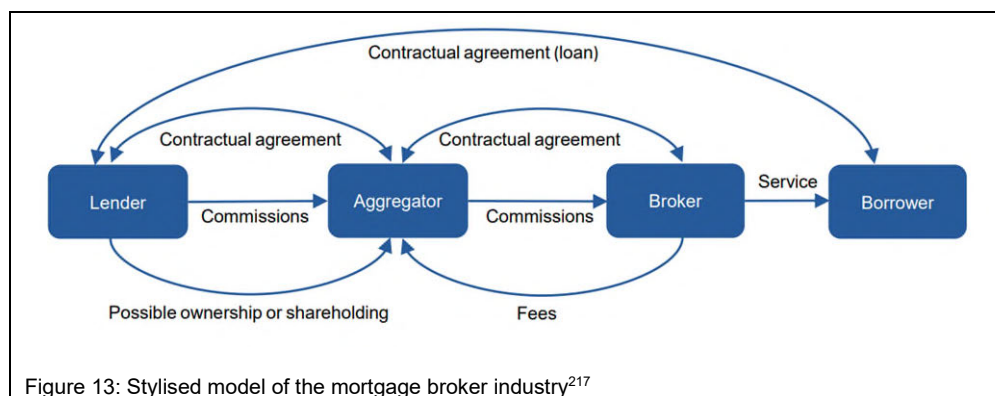 Contractual agreement (loan)
Contractual agreement
Contractual agreement
Lender
Commissions
Aggregator
Commissions
Broker
Service
Borrower
Possible ownership or shareholding
Fees
Figure 13: Stylised model of the mortgage broker industry217